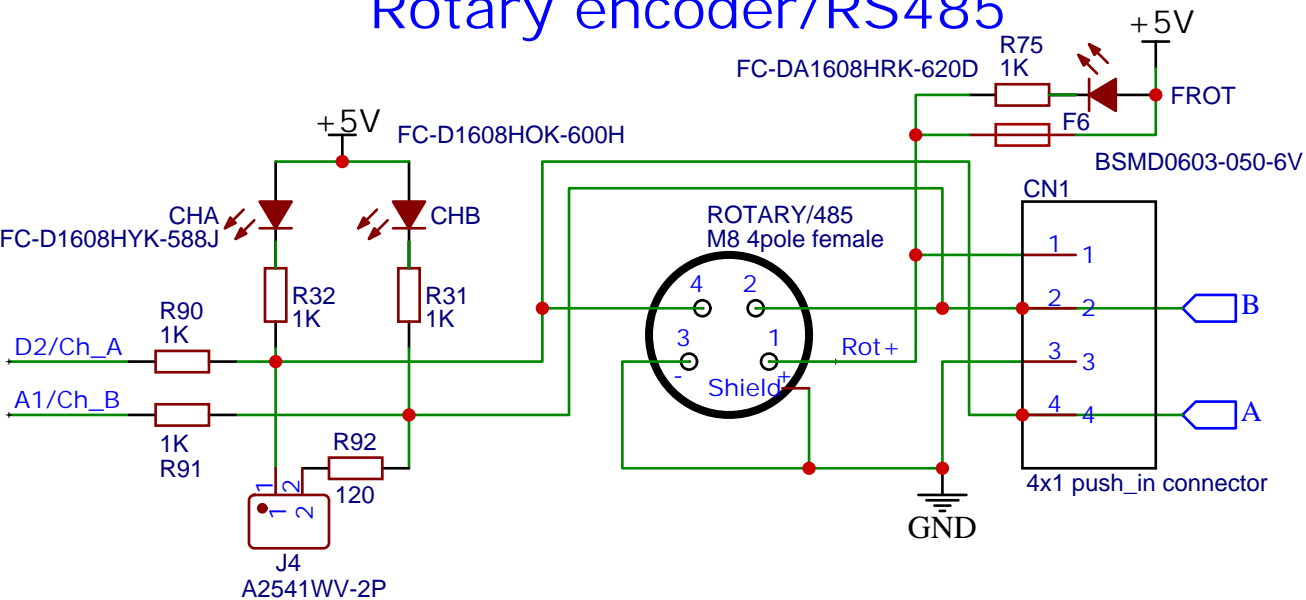 Rotary encoder/RS485
+5V
R75
1K
FC-DA1608HRK-620D
FROT
F6
BSMD0603-050-6V
+5V
FC-D1608HOK-600H
CHA
FC-D1608HYK-588J
CHB
R32
1K
R31
1K
R90
1K
D2/Ch_A
A1/Ch_B
1K
R91
R92
120
1
2
1
2
J4
A2541WV-2P
ROTARY/485
M8 4pole female
4
2
3
1
-
+
Shield
Rot+
GND
CN1
1
1
2
2
3
3
4
4
B
A
4x1 push_in connector